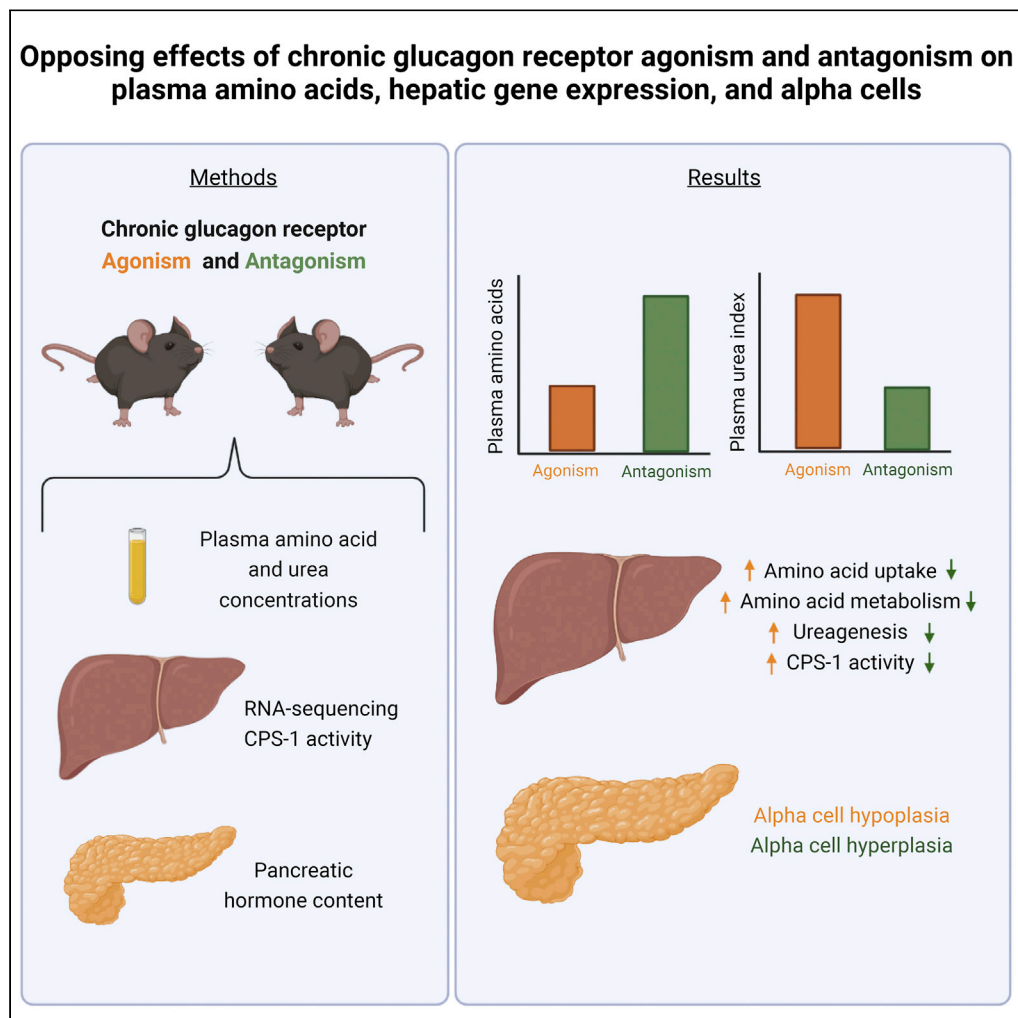 Opposing effects of chronic glucagon receptor agonism and antagonism on
plasma amino acids, hepatic gene expression, and alpha cells
Methods
Chronic glucagon receptor
Agonism and Antagonism
Plasma amino acid
and urea
concentrations
RNA-sequencing
CPS-1 activity
Pancreatic
hormone content
Results
Plasma amino acids
Agonism
Antagonism
Plasma urea index
Agonism
Antagonism
Amino acid uptake
Amino acid metabolism
Ureagenesis
CPS-1 activity
Alpha cell hypoplasia
Alpha cell hyperplasia